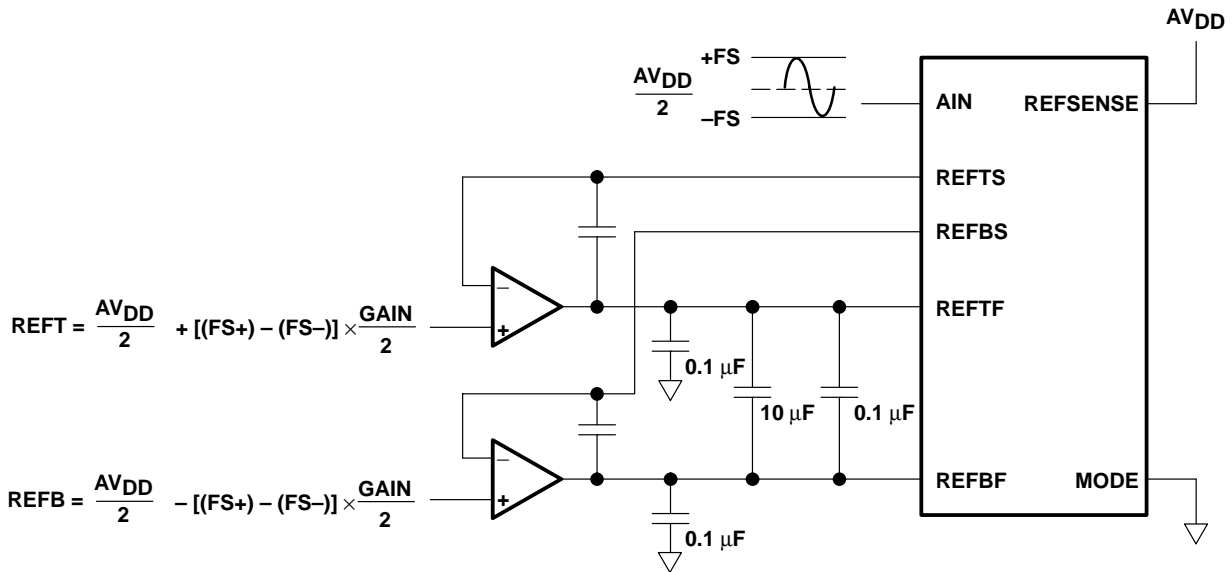 AVDD
+FS
AVDD
2
–FS
AIN
REFSENSE
REFTS
REFBS
–
+
REFT = AVDD/2 + [(FS+) – (FS–)] × GAIN/2
REFTF
0.1 μF
10 μF
0.1 μF
–
+
REFB = AVDD/2 – [(FS+) – (FS–)] × GAIN/2
REFBF
MODE
0.1 μF